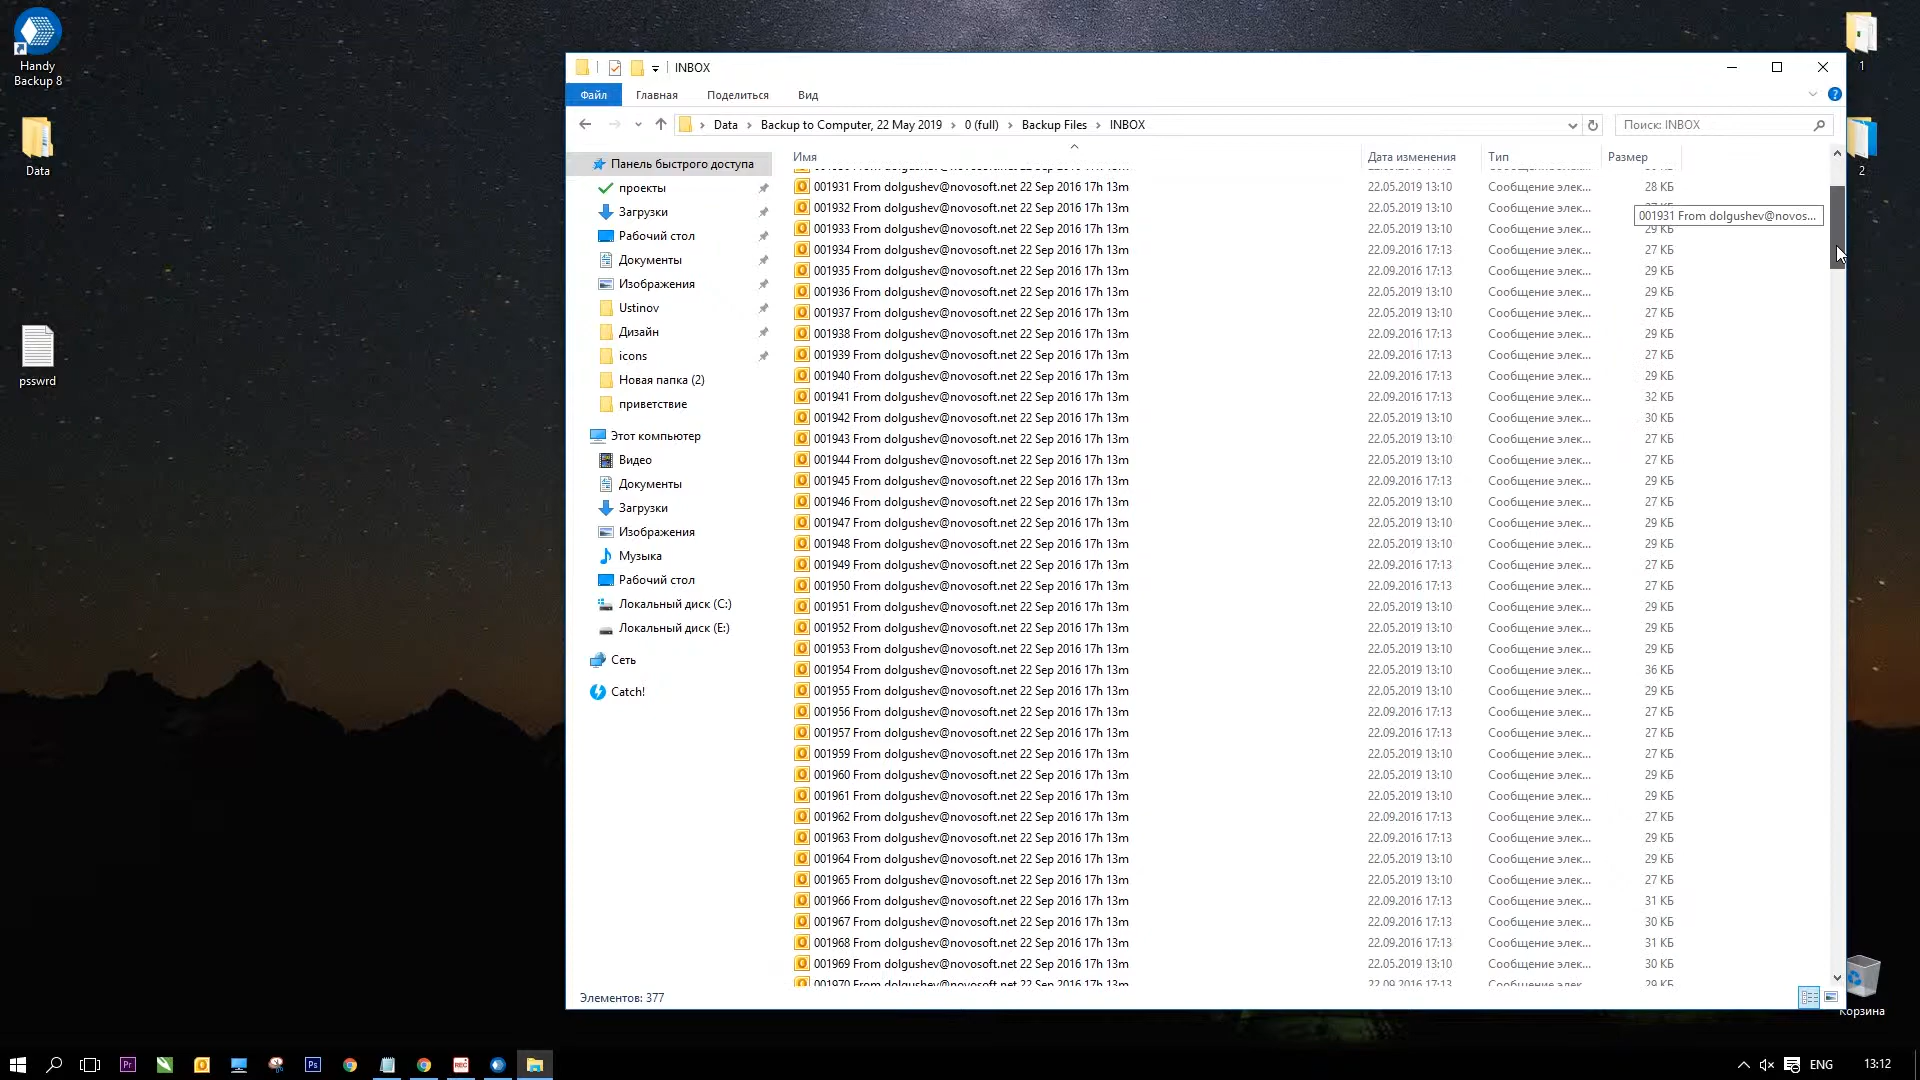 Handy
Backup 8
Data
psswrd
1
2
Корзина
INBOX
Файл
Главная
Поделиться
Вид
Data
Backup to Computer, 22 May 2019
0 (full)
Backup Files
INBOX
Поиск: INBOX
Панель быстрого доступа
проекты
Загрузки
Рабочий стол
Документы
Изображения
Ustinov
Дизайн
icons
Новая папка (2)
приветствие
Этот компьютер
Видео
Документы
Загрузки
Изображения
Музыка
Рабочий стол
Локальный диск (C:)
Локальный диск (E:)
Сеть
Catch!
Имя Дата изменения Тип Размер
001931 From dolgushev@novosoft.net 22 Sep 2016 17h 13m 22.05.2019 13:10 Сообщение элек... 28 КБ
001932 From dolgushev@novosoft.net 22 Sep 2016 17h 13m 22.05.2019 13:10 Сообщение элек...
001931 From dolgushev@novos...
001933 From dolgushev@novosoft.net 22 Sep 2016 17h 13m 22.05.2019 13:10 Сообщение элек... 29 КБ
001934 From dolgushev@novosoft.net 22 Sep 2016 17h 13m 22.09.2016 17:13 Сообщение элек... 27 КБ
001935 From dolgushev@novosoft.net 22 Sep 2016 17h 13m 22.09.2016 17:13 Сообщение элек... 29 КБ
001936 From dolgushev@novosoft.net 22 Sep 2016 17h 13m 22.05.2019 13:10 Сообщение элек... 29 КБ
001937 From dolgushev@novosoft.net 22 Sep 2016 17h 13m 22.05.2019 13:10 Сообщение элек... 27 КБ
001938 From dolgushev@novosoft.net 22 Sep 2016 17h 13m 22.09.2016 17:13 Сообщение элек... 29 КБ
001939 From dolgushev@novosoft.net 22 Sep 2016 17h 13m 22.09.2016 17:13 Сообщение элек... 27 КБ
001940 From dolgushev@novosoft.net 22 Sep 2016 17h 13m 22.09.2016 17:13 Сообщение элек... 29 КБ
001941 From dolgushev@novosoft.net 22 Sep 2016 17h 13m 22.09.2016 17:13 Сообщение элек... 32 КБ
001942 From dolgushev@novosoft.net 22 Sep 2016 17h 13m 22.05.2019 13:10 Сообщение элек... 30 КБ
001943 From dolgushev@novosoft.net 22 Sep 2016 17h 13m 22.05.2019 13:10 Сообщение элек... 27 КБ
001944 From dolgushev@novosoft.net 22 Sep 2016 17h 13m 22.05.2019 13:10 Сообщение элек... 27 КБ
001945 From dolgushev@novosoft.net 22 Sep 2016 17h 13m 22.09.2016 17:13 Сообщение элек... 29 КБ
001946 From dolgushev@novosoft.net 22 Sep 2016 17h 13m 22.05.2019 13:10 Сообщение элек... 27 КБ
001947 From dolgushev@novosoft.net 22 Sep 2016 17h 13m 22.05.2019 13:10 Сообщение элек... 29 КБ
001948 From dolgushev@novosoft.net 22 Sep 2016 17h 13m 22.05.2019 13:10 Сообщение элек... 29 КБ
001949 From dolgushev@novosoft.net 22 Sep 2016 17h 13m 22.09.2016 17:13 Сообщение элек... 27 КБ
001950 From dolgushev@novosoft.net 22 Sep 2016 17h 13m 22.09.2016 17:13 Сообщение элек... 27 КБ
001951 From dolgushev@novosoft.net 22 Sep 2016 17h 13m 22.05.2019 13:10 Сообщение элек... 29 КБ
001952 From dolgushev@novosoft.net 22 Sep 2016 17h 13m 22.05.2019 13:10 Сообщение элек... 29 КБ
001953 From dolgushev@novosoft.net 22 Sep 2016 17h 13m 22.05.2019 13:10 Сообщение элек... 29 КБ
001954 From dolgushev@novosoft.net 22 Sep 2016 17h 13m 22.05.2019 13:10 Сообщение элек... 36 КБ
001955 From dolgushev@novosoft.net 22 Sep 2016 17h 13m 22.05.2019 13:10 Сообщение элек... 29 КБ
001956 From dolgushev@novosoft.net 22 Sep 2016 17h 13m 22.09.2016 17:13 Сообщение элек... 27 КБ
001957 From dolgushev@novosoft.net 22 Sep 2016 17h 13m 22.09.2016 17:13 Сообщение элек... 27 КБ
001959 From dolgushev@novosoft.net 22 Sep 2016 17h 13m 22.05.2019 13:10 Сообщение элек... 27 КБ
001960 From dolgushev@novosoft.net 22 Sep 2016 17h 13m 22.05.2019 13:10 Сообщение элек... 29 КБ
001961 From dolgushev@novosoft.net 22 Sep 2016 17h 13m 22.05.2019 13:10 Сообщение элек... 29 КБ
001962 From dolgushev@novosoft.net 22 Sep 2016 17h 13m 22.09.2016 17:13 Сообщение элек... 27 КБ
001963 From dolgushev@novosoft.net 22 Sep 2016 17h 13m 22.09.2016 17:13 Сообщение элек... 29 КБ
001964 From dolgushev@novosoft.net 22 Sep 2016 17h 13m 22.05.2019 13:10 Сообщение элек... 29 КБ
001965 From dolgushev@novosoft.net 22 Sep 2016 17h 13m 22.05.2019 13:10 Сообщение элек... 27 КБ
001966 From dolgushev@novosoft.net 22 Sep 2016 17h 13m 22.09.2016 17:13 Сообщение элек... 31 КБ
001967 From dolgushev@novosoft.net 22 Sep 2016 17h 13m 22.09.2016 17:13 Сообщение элек... 30 КБ
001968 From dolgushev@novosoft.net 22 Sep 2016 17h 13m 22.09.2016 17:13 Сообщение элек... 31 КБ
001969 From dolgushev@novosoft.net 22 Sep 2016 17h 13m 22.05.2019 13:10 Сообщение элек... 30 КБ
001970 From dolgushev@novosoft.net 22 Sep 2016 17h 13m 22.09.2016 17:13 Сообщение элек... 29 КБ
Элементов: 377
Pr
Ps
REC
ENG
13:12